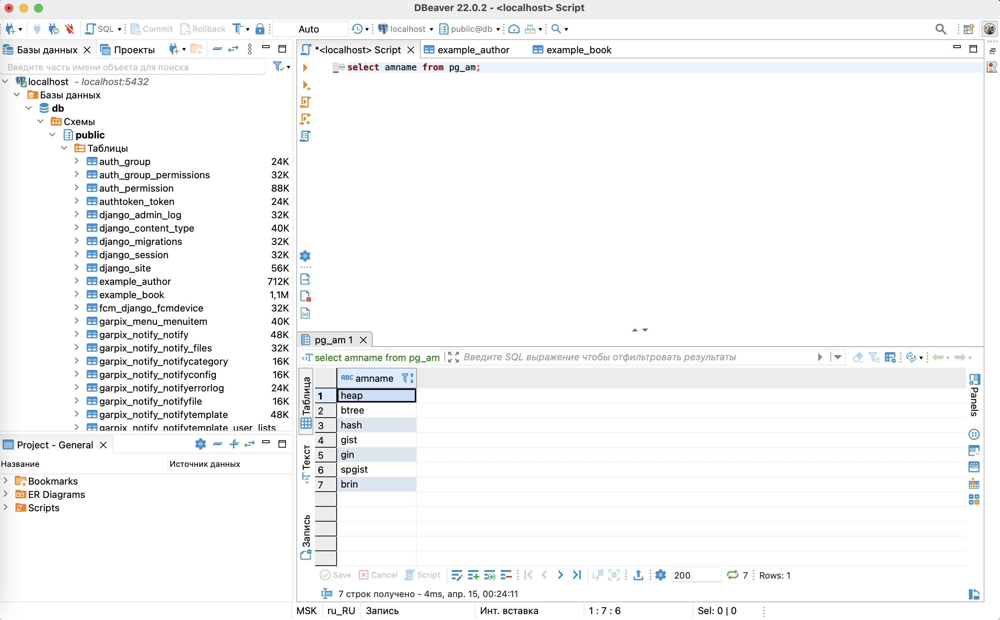 DBeaver 22.0.2 - <localhost> Script
SQL Commit Rollback Auto localhost public@db
Базы данных Проекты
Введите часть имени объекта для поиска
localhost - localhost:5432
Базы данных
db
Схемы
public
Таблицы
auth_group 24K
auth_group_permissions 32K
auth_permission 88K
authtoken_token 24K
django_admin_log 32K
django_content_type 40K
django_migrations 32K
django_session 32K
django_site 56K
example_author 712K
example_book 1,1M
fcm_django_fcmdevice 32K
garpix_menu_menuitem 40K
garpix_notify_notify 48K
garpix_notify_notify_files 32K
garpix_notify_notifycategory 16K
garpix_notify_notifyconfig 16K
garpix_notify_notifyerrorlog 24K
garpix_notify_notifyfile 16K
garpix_notify_notifytemplate 48K
garpix_notify_notifytemplate_user_lists
Project - General
Название Источник данных
Bookmarks
ER Diagrams
Scripts
*<localhost> Script example_author example_book
select amname from pg_am;
pg_am 1
select amname from pg_am Введите SQL выражение чтобы отфильтровать результаты
Таблица
Текст
Запись
ABC amname
1 heap
2 btree
3 hash
4 gist
5 gin
6 spgist
7 brin
Panels
Save Cancel Script 200 7 Rows: 1
7 строк получено - 4ms, апр. 15, 00:24:11
MSK ru_RU Запись Инт. вставка 1 : 7 : 6 Sel: 0 | 0